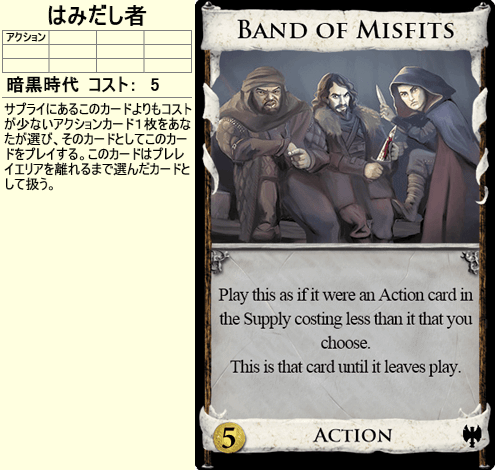 はみだし者
アクション
暗黒時代 コスト: 5
サプライにあるこのカードよりもコスト
が少ないアクションカード１枚をあな
たが選び、そのカードとしてこのカー
ドをプレイする。このカードはプレレ
イエリアを離れるまで選んだカードと
して扱う。
BAND OF MISFITS
Play this as if it were an Action card in
the Supply costing less than it that you
choose.
This is that card until it leaves play.
5
ACTION